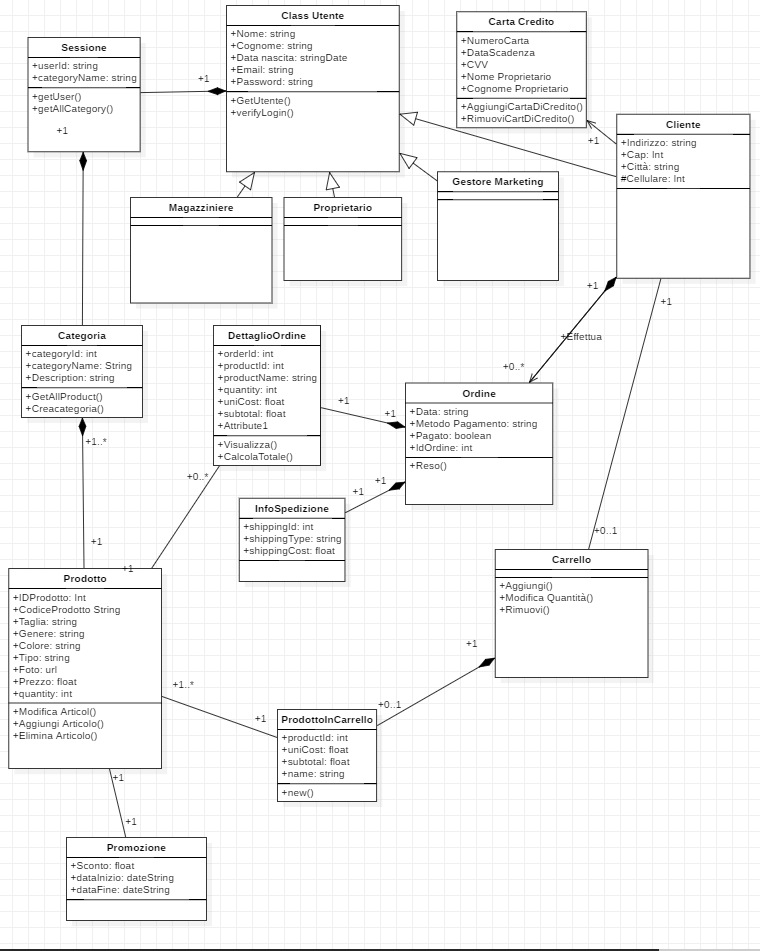 Class Utente
+Nome: string
+Cognome: string
+Data nascita: stringDate
+Email: string
+Password: string
+GetUtente()
+verifyLogin()
Carta Credito
+NumeroCarta
+DataScadenza
+CVV
+Nome Proprietario
+Cognome Proprietario
+AggiungiCartaDiCredito()
+RimuoviCartDiCredito()
Sessione
+userId: string
+categoryName: string
+getUser()
+getAllCategory()
+1
+1
Cliente
+Indirizzo: string
+Cap: Int
+Città: string
#Cellulare: Int
+1
Gestore Marketing
Magazziniere
Proprietario
+1
+Effettua
+0..*
+1
Categoria
+categoryId: int
+categoryName: String
+Description: string
+GetAllProduct()
+Creacategoria()
+1..*
+1
DettaglioOrdine
+orderId: int
+productId: int
+productName: string
+quantity: int
+uniCost: float
+subtotal: float
+Attribute1
+Visualizza()
+CalcolaTotale()
+1
+1
+0..*
+1
Ordine
+Data: string
+Metodo Pagamento: string
+Pagato: boolean
+IdOrdine: int
+Reso()
+1
+1
InfoSpedizione
+shippingId: int
+shippingType: string
+shippingCost: float
+0..1
Carrello
+Aggiungi()
+Modifica Quantità()
+Rimuovi()
+1
+0..1
Prodotto
+IDProdotto: Int
+CodiceProdotto String
+Taglia: string
+Genere: string
+Colore: string
+Tipo: string
+Foto: url
+Prezzo: float
+quantity: int
+Modifica Articol()
+Aggiungi Articolo()
+Elimina Articolo()
+1..*
+1
ProdottoInCarrello
+productId: int
+uniCost: float
+subtotal: float
+name: string
+new()
+1
+1
Promozione
+Sconto: float
+dataInizio: dateString
+dataFine: dateString